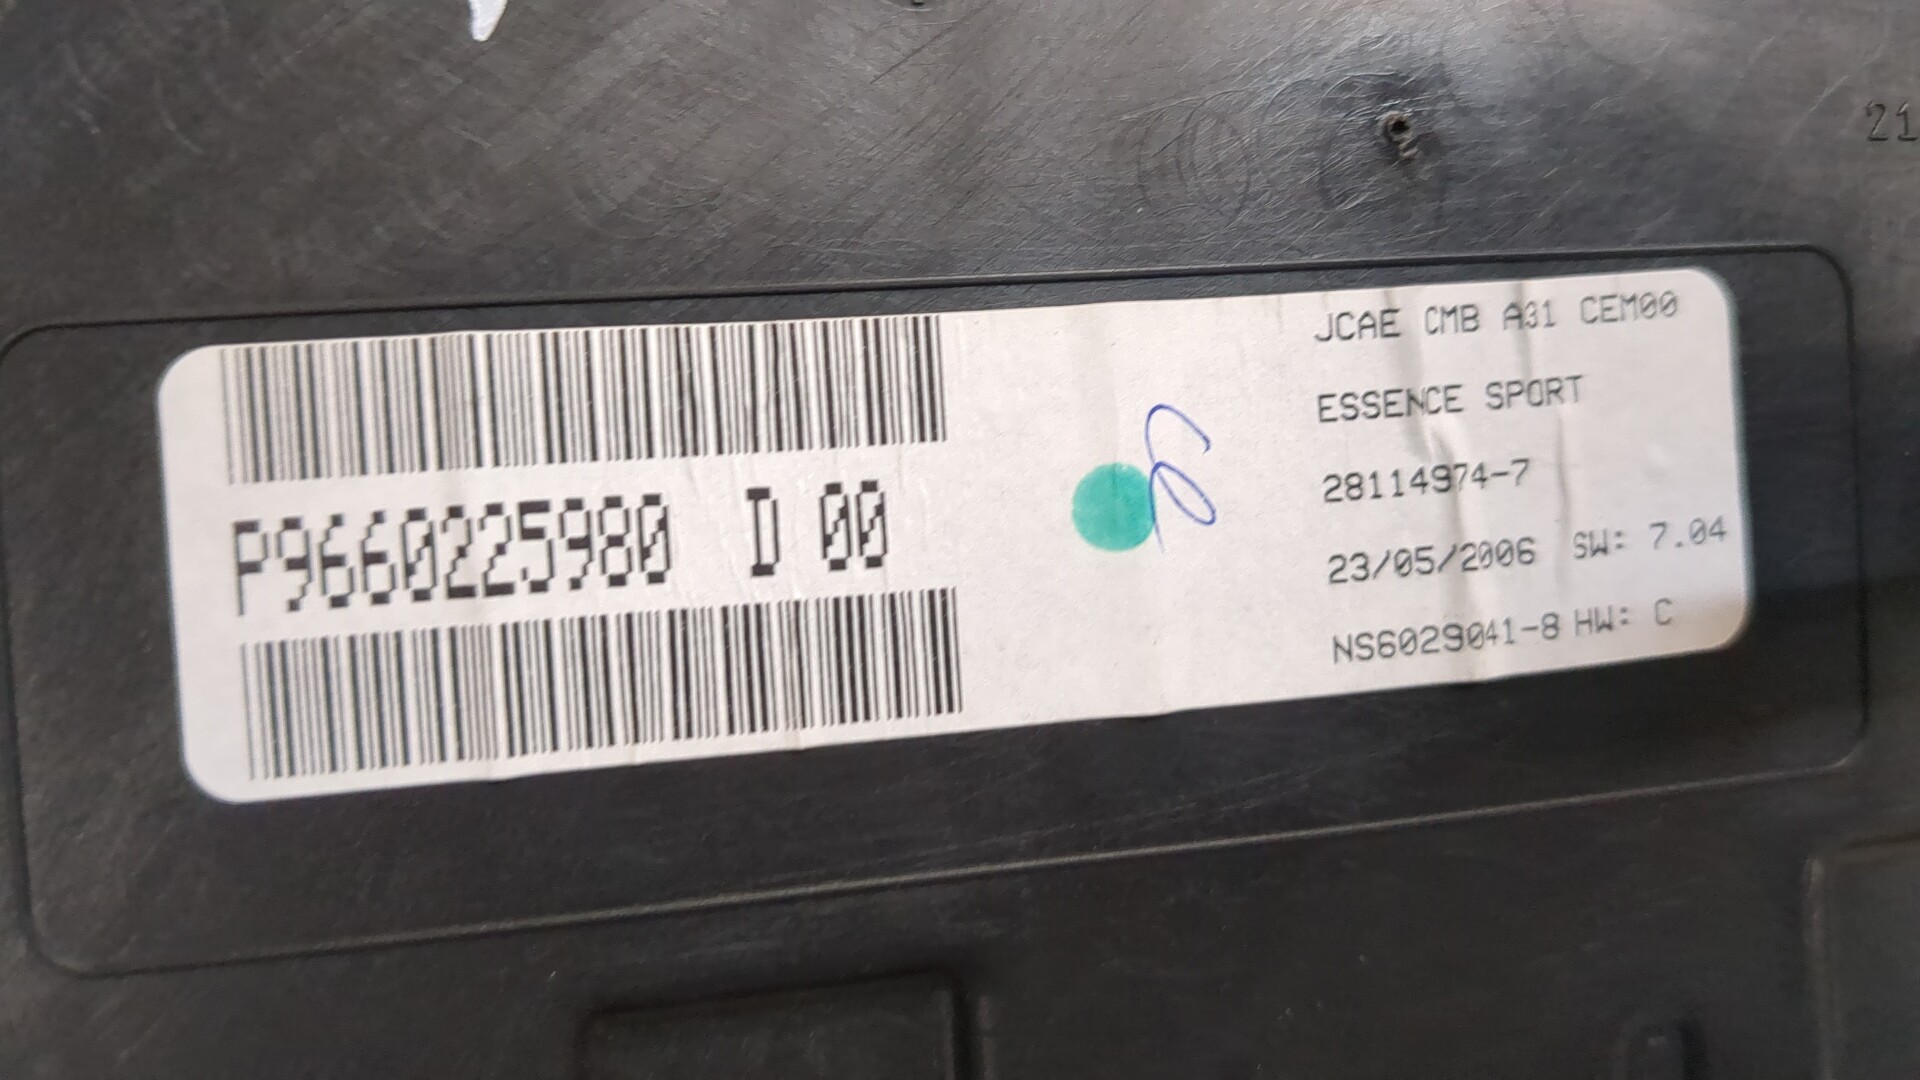 P9660225980 D 00
JCAE CMB A31 CEM00
ESSENCE SPORT
28114974-7
23/05/2006 SW: 7.04
NS6029041-8 HW: C
21